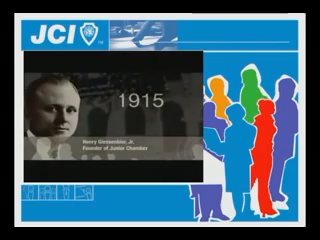 JCI
1915
Henry Giessenbier, Jr.
Founder of Junior Chamber